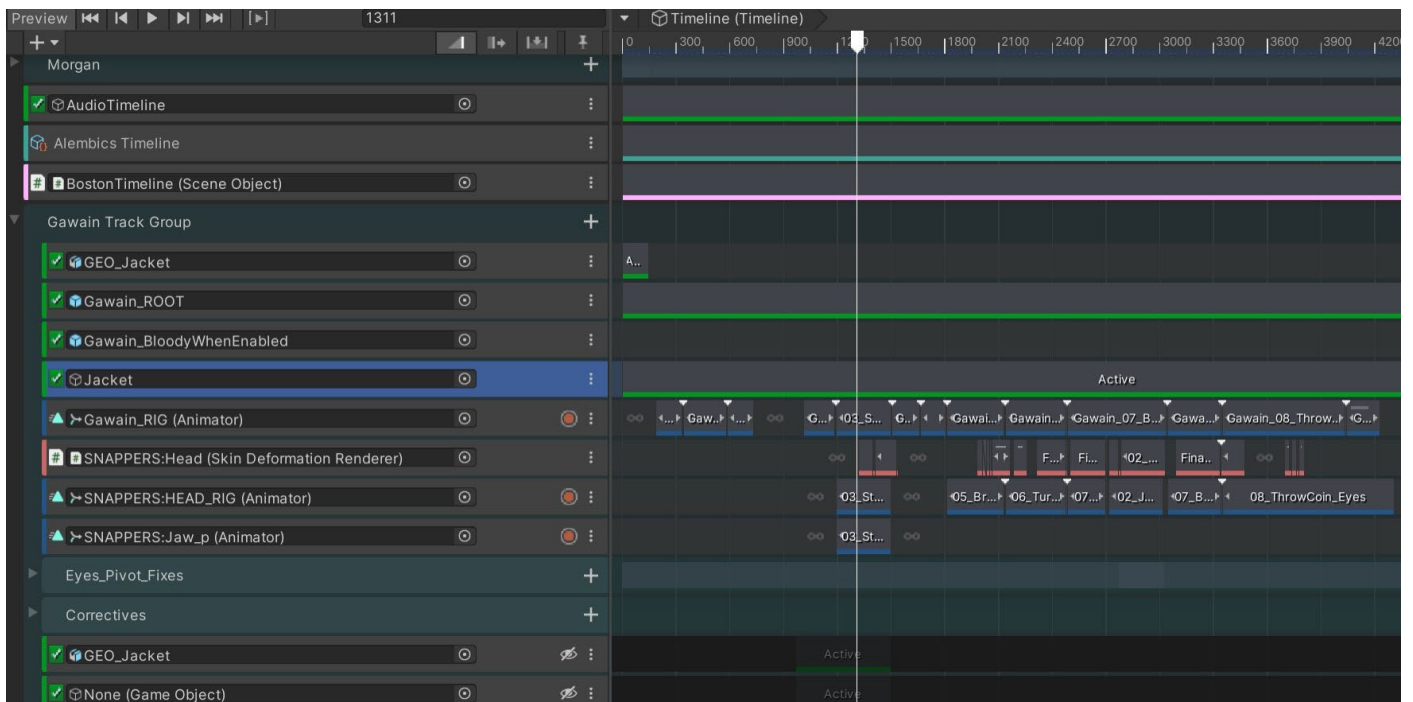 Preview 1311 Timeline (Timeline)
0 300 600 900 1500 1800 2100 2400 2700 3000 3300 3600 3900 4200
Morgan
AudioTimeline
Alembics Timeline
BostonTimeline (Scene Object)
Gawain Track Group
GEO_Jacket A..
Gawain_ROOT
Gawain_BloodyWhenEnabled
Jacket Active
Gawain_RIG (Animator) ... Gaw.. ... G... 03_S... G.. Gawai... Gawain... Gawain_07_B... Gawa... Gawain_08_Throw.. G...
SNAPPERS:Head (Skin Deformation Renderer) F... Fi... 02_... Fina..
SNAPPERS:HEAD_RIG (Animator) 03_St... 05_Br... 06_Tur... 07... 02_J... 07_B... 08_ThrowCoin_Eyes
SNAPPERS:Jaw_p (Animator) 03_St...
Eyes_Pivot_Fixes
Correctives
GEO_Jacket Active
None (Game Object) Active